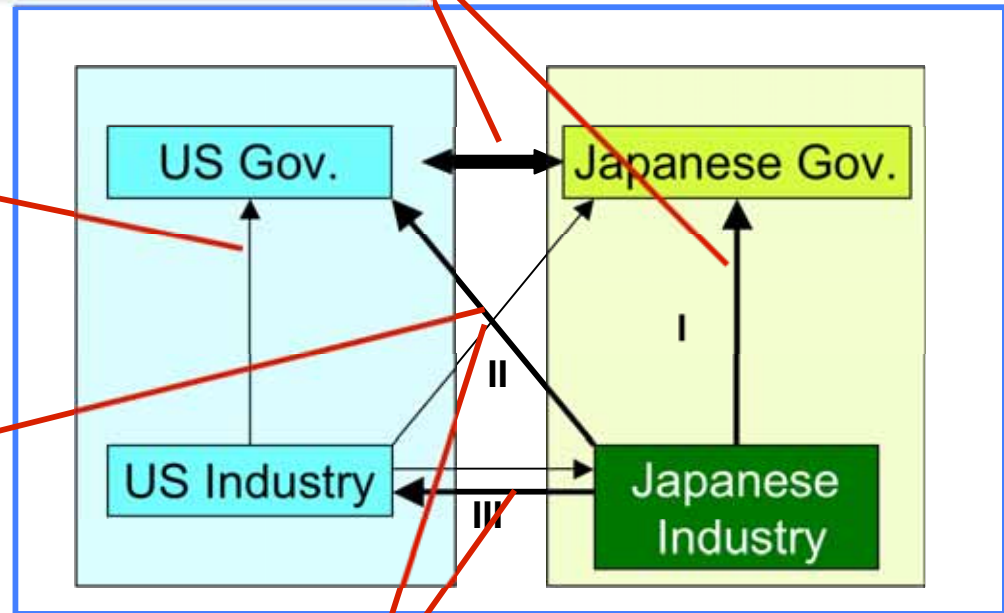 US Gov.
Japanese Gov.
I
II
US Industry
Japanese
Industry
III